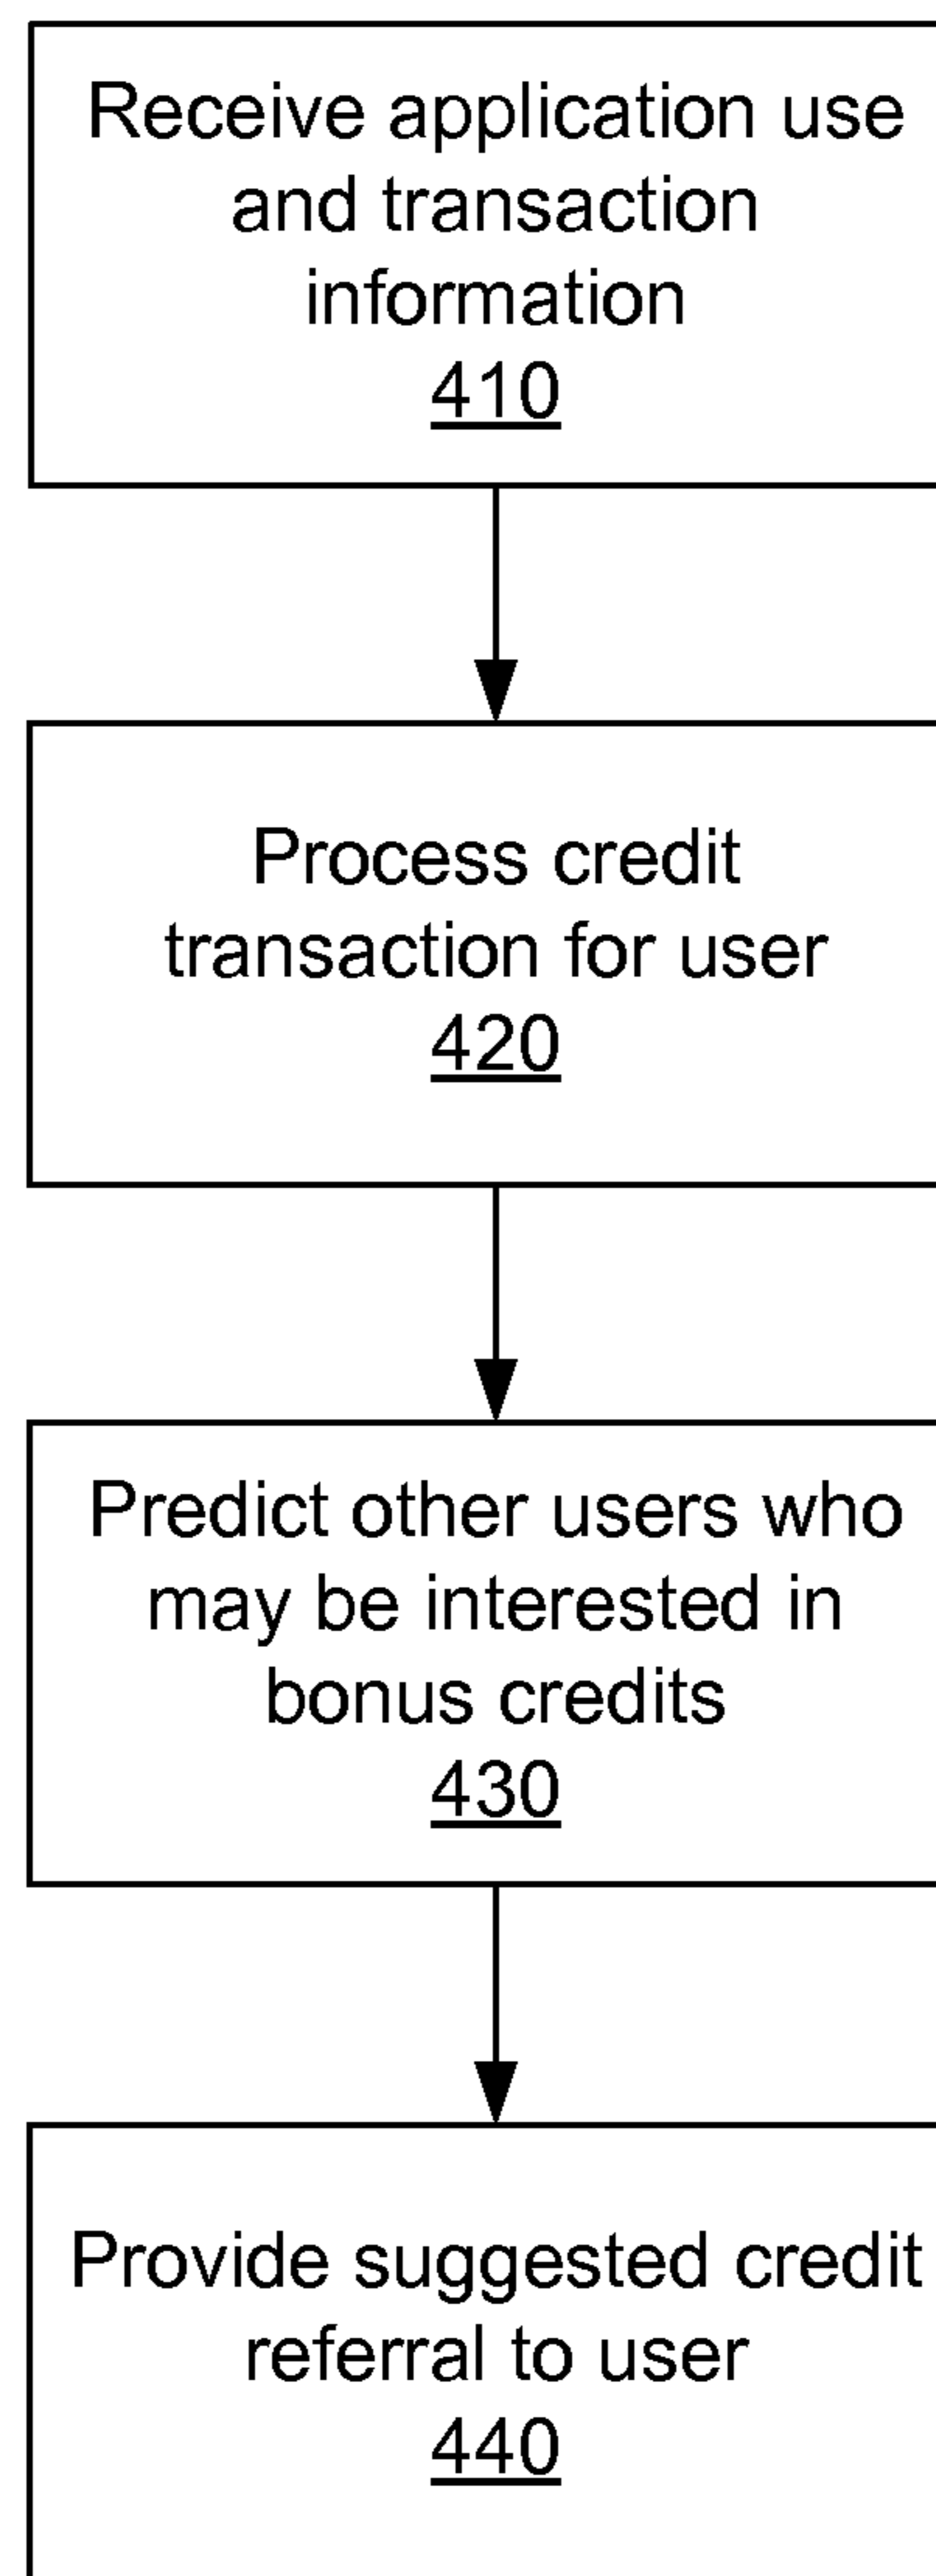 Receive application use
and transaction
information
410
Process credit
transaction for user
420
Predict other users who
may be interested in
bonus credits
430
Provide suggested credit
referral to user
440